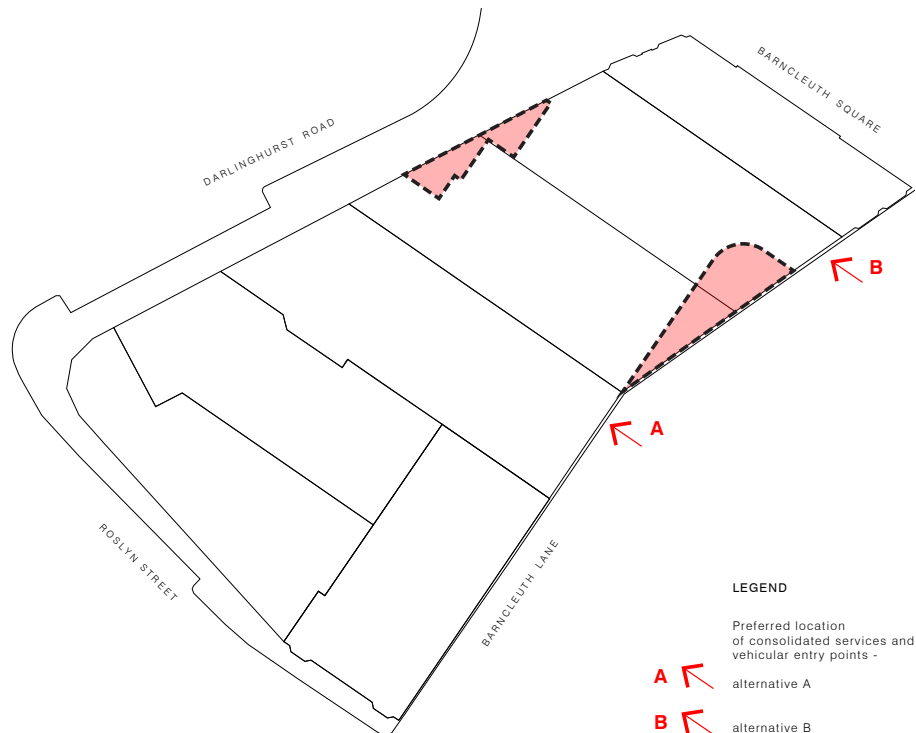 BARNCLEUTH SQUARE
DARLINGHURST ROAD
B
A
ROSLYN STREET
BARNCLEUTH LANE
LEGEND
Preferred location
of consolidated services and
vehicular entry points -
A alternative A
B alternative B